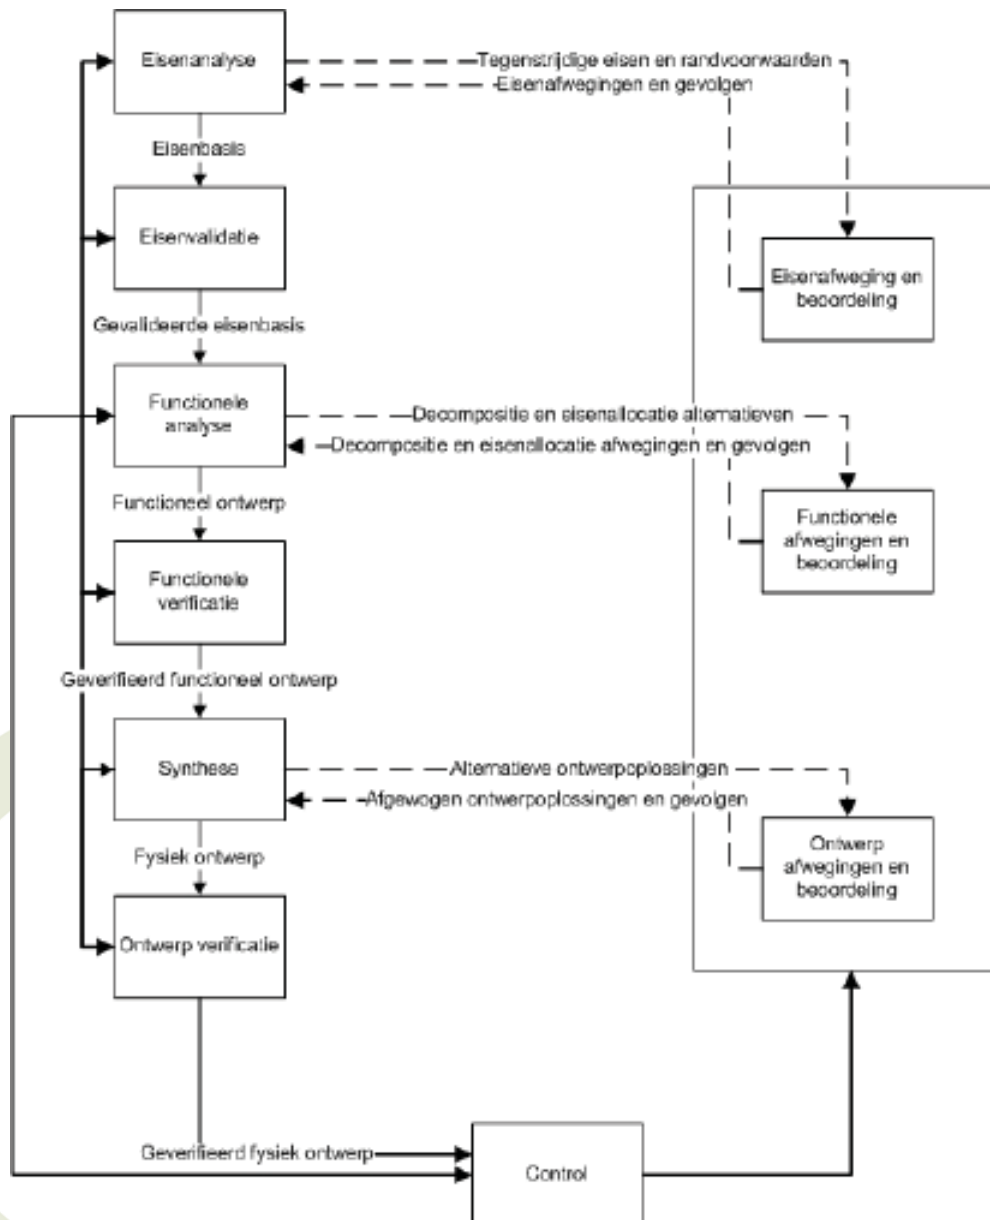 Eisenanalyse
Tegenstrijdige eisen en randvoorwaarden
Eisenafwegingen en gevolgen
Eisenbasis
Eisenvalidatie
Eisenafweging en
beoordeling
Gevalideerde eisenbasis
Functionele
analyse
Decompositie en eisenallocatie alternatieven
Decompositie en eisenallocatie afwegingen en gevolgen
Functioneel ontwerp
Functionele
afwegingen en
beoordeling
Functionele
verificatie
Geverifieerd functioneel ontwerp
Synthese
Alternatieve ontwerpoplossingen
Afgewogen ontwerpoplossingen en gevolgen
Fysiek ontwerp
Ontwerp
afwegingen en
beoordeling
Ontwerp verificatie
Geverifieerd fysiek ontwerp
Control